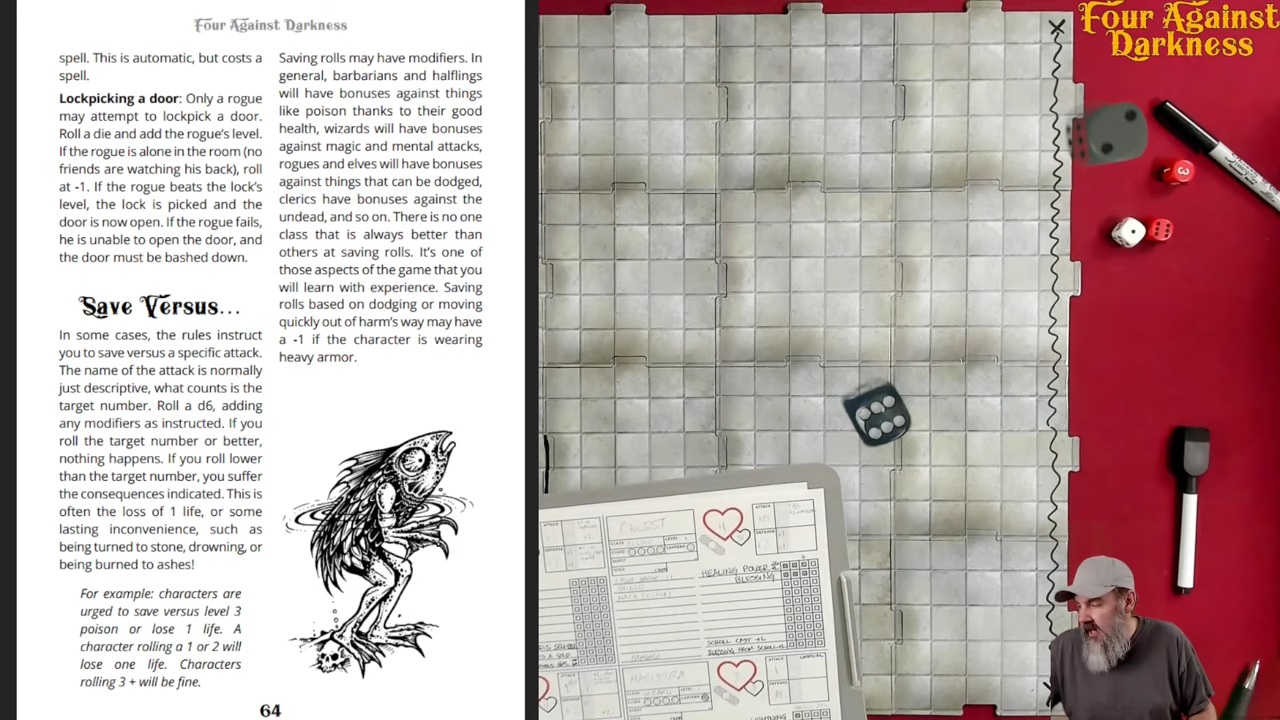 Four Against Darkness
spell. This is automatic, but costs a
spell.
Lockpicking a door: Only a rogue
may attempt to lockpick a door.
Roll a die and add the rogue's level.
If the rogue is alone in the room (no
friends are watching his back), roll
at -1. If the rogue beats the lock's
level, the lock is picked and the
door is now open. If the rogue fails,
he is unable to open the door, and
the door must be bashed down.
Save Versus...
In some cases, the rules instruct
you to save versus a specific attack.
The name of the attack is normally
just descriptive, what counts is the
target number. Roll a d6, adding
any modifiers as instructed. If you
roll the target number or better,
nothing happens. If you roll lower
than the target number, you suffer
the consequences indicated. This is
often the loss of 1 life, or some
lasting inconvenience, such as
being turned to stone, drowning, or
being burned to ashes!
For example: characters are
urged to save versus level 3
poison or lose 1 life. A
character rolling a 1 or 2 will
lose one life. Characters
rolling 3 + will be fine.
Saving rolls may have modifiers. In
general, barbarians and halflings
will have bonuses against things
like poison thanks to their good
health, wizards will have bonuses
against magic and mental attacks,
rogues and elves will have bonuses
against things that can be dodged,
clerics have bonuses against the
undead, and so on. There is no one
class that is always better than
others at saving rolls. It's one of
those aspects of the game that you
will learn with experience. Saving
rolls based on dodging or moving
quickly out of harm's way may have
a -1 if the character is wearing
heavy armor.
64
Four Against
Darkness
3
ATTACK
DEFENSE
CLASS
LEVEL
HEALING POWER
BLESSING
SCROLL CAST +L
BLESSING FROM SCROLL
ATTACK
DEFENSE